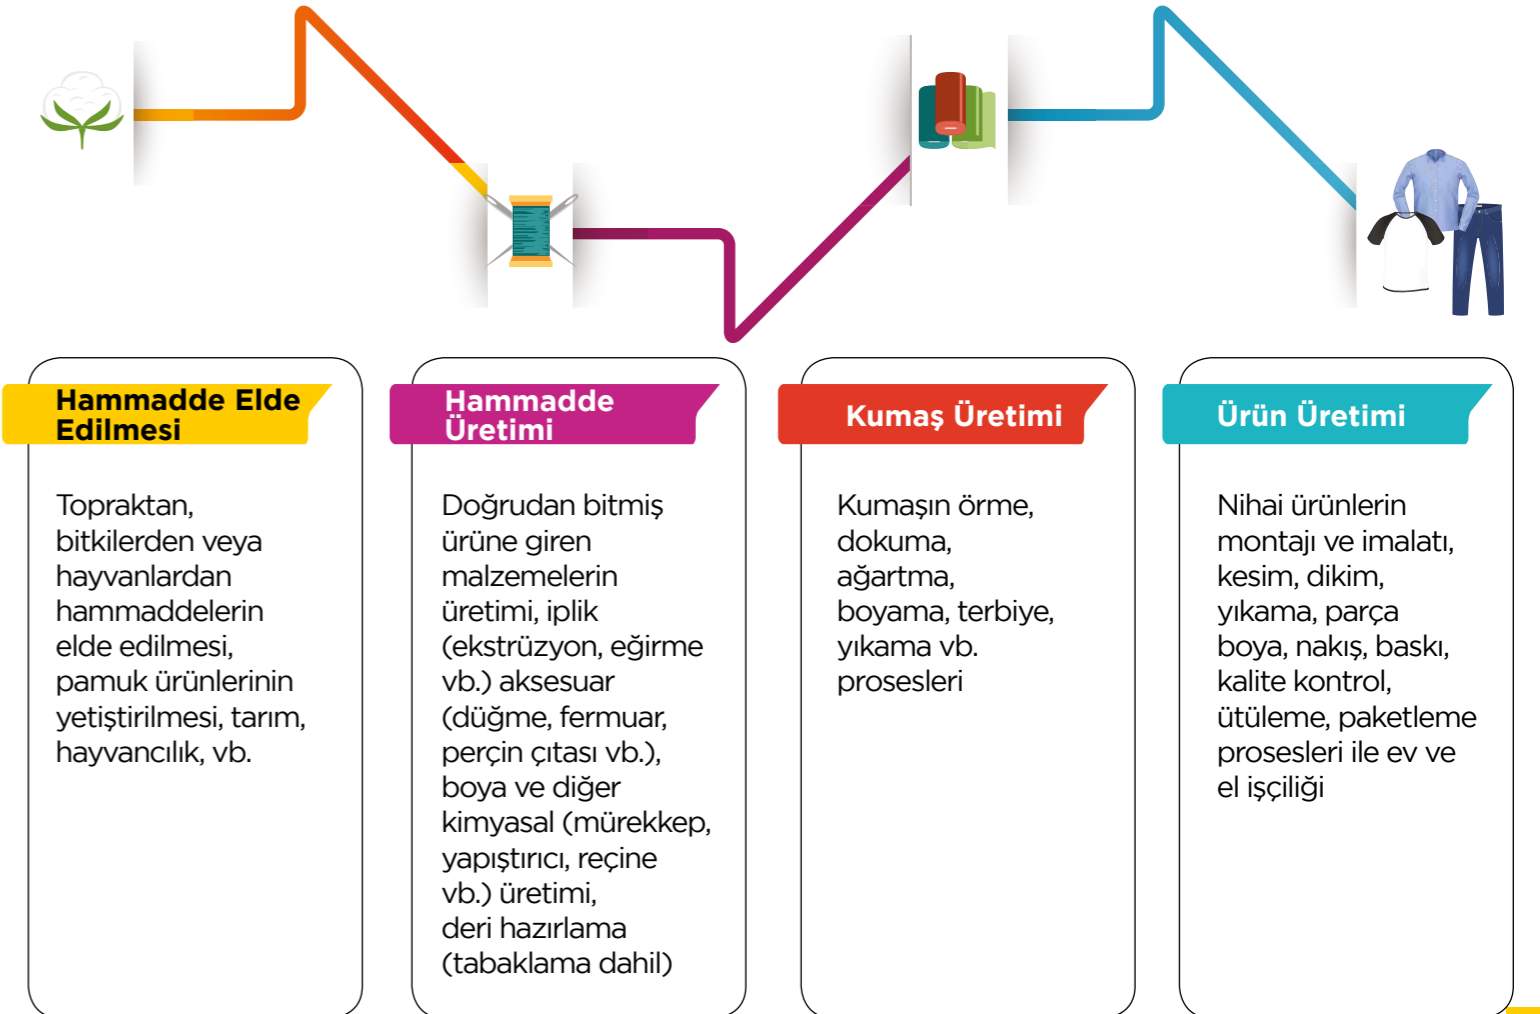 Hammadde Elde
Edilmesi
Topraktan,
bitkilerden veya
hayvanlardan
hammaddelerin
elde edilmesi,
pamuk ürünlerinin
yetiştirilmesi, tarım,
hayvancılık, vb.
Hammadde
Üretimi
Doğrudan bitmiş
ürüne giren
malzemelerin
üretimi, iplik
(ekstrüzyon, eğirme
vb.) aksesuar
(düğme, fermuar,
perçin çıtası vb.),
boya ve diğer
kimyasal (mürekkep,
yapıştırıcı, reçine
vb.) üretimi,
deri hazırlama
(tabaklama dahil)
Kumaş Üretimi
Kumaşın örme,
dokuma,
ağartma,
boyama, terbiye,
yıkama vb.
prosesleri
Ürün Üretimi
Nihai ürünlerin
montajı ve imalatı,
kesim, dikim,
yıkama, parça
boya, nakış, baskı,
kalite kontrol,
ütüleme, paketleme
prosesleri ile ev ve
el işçiliği